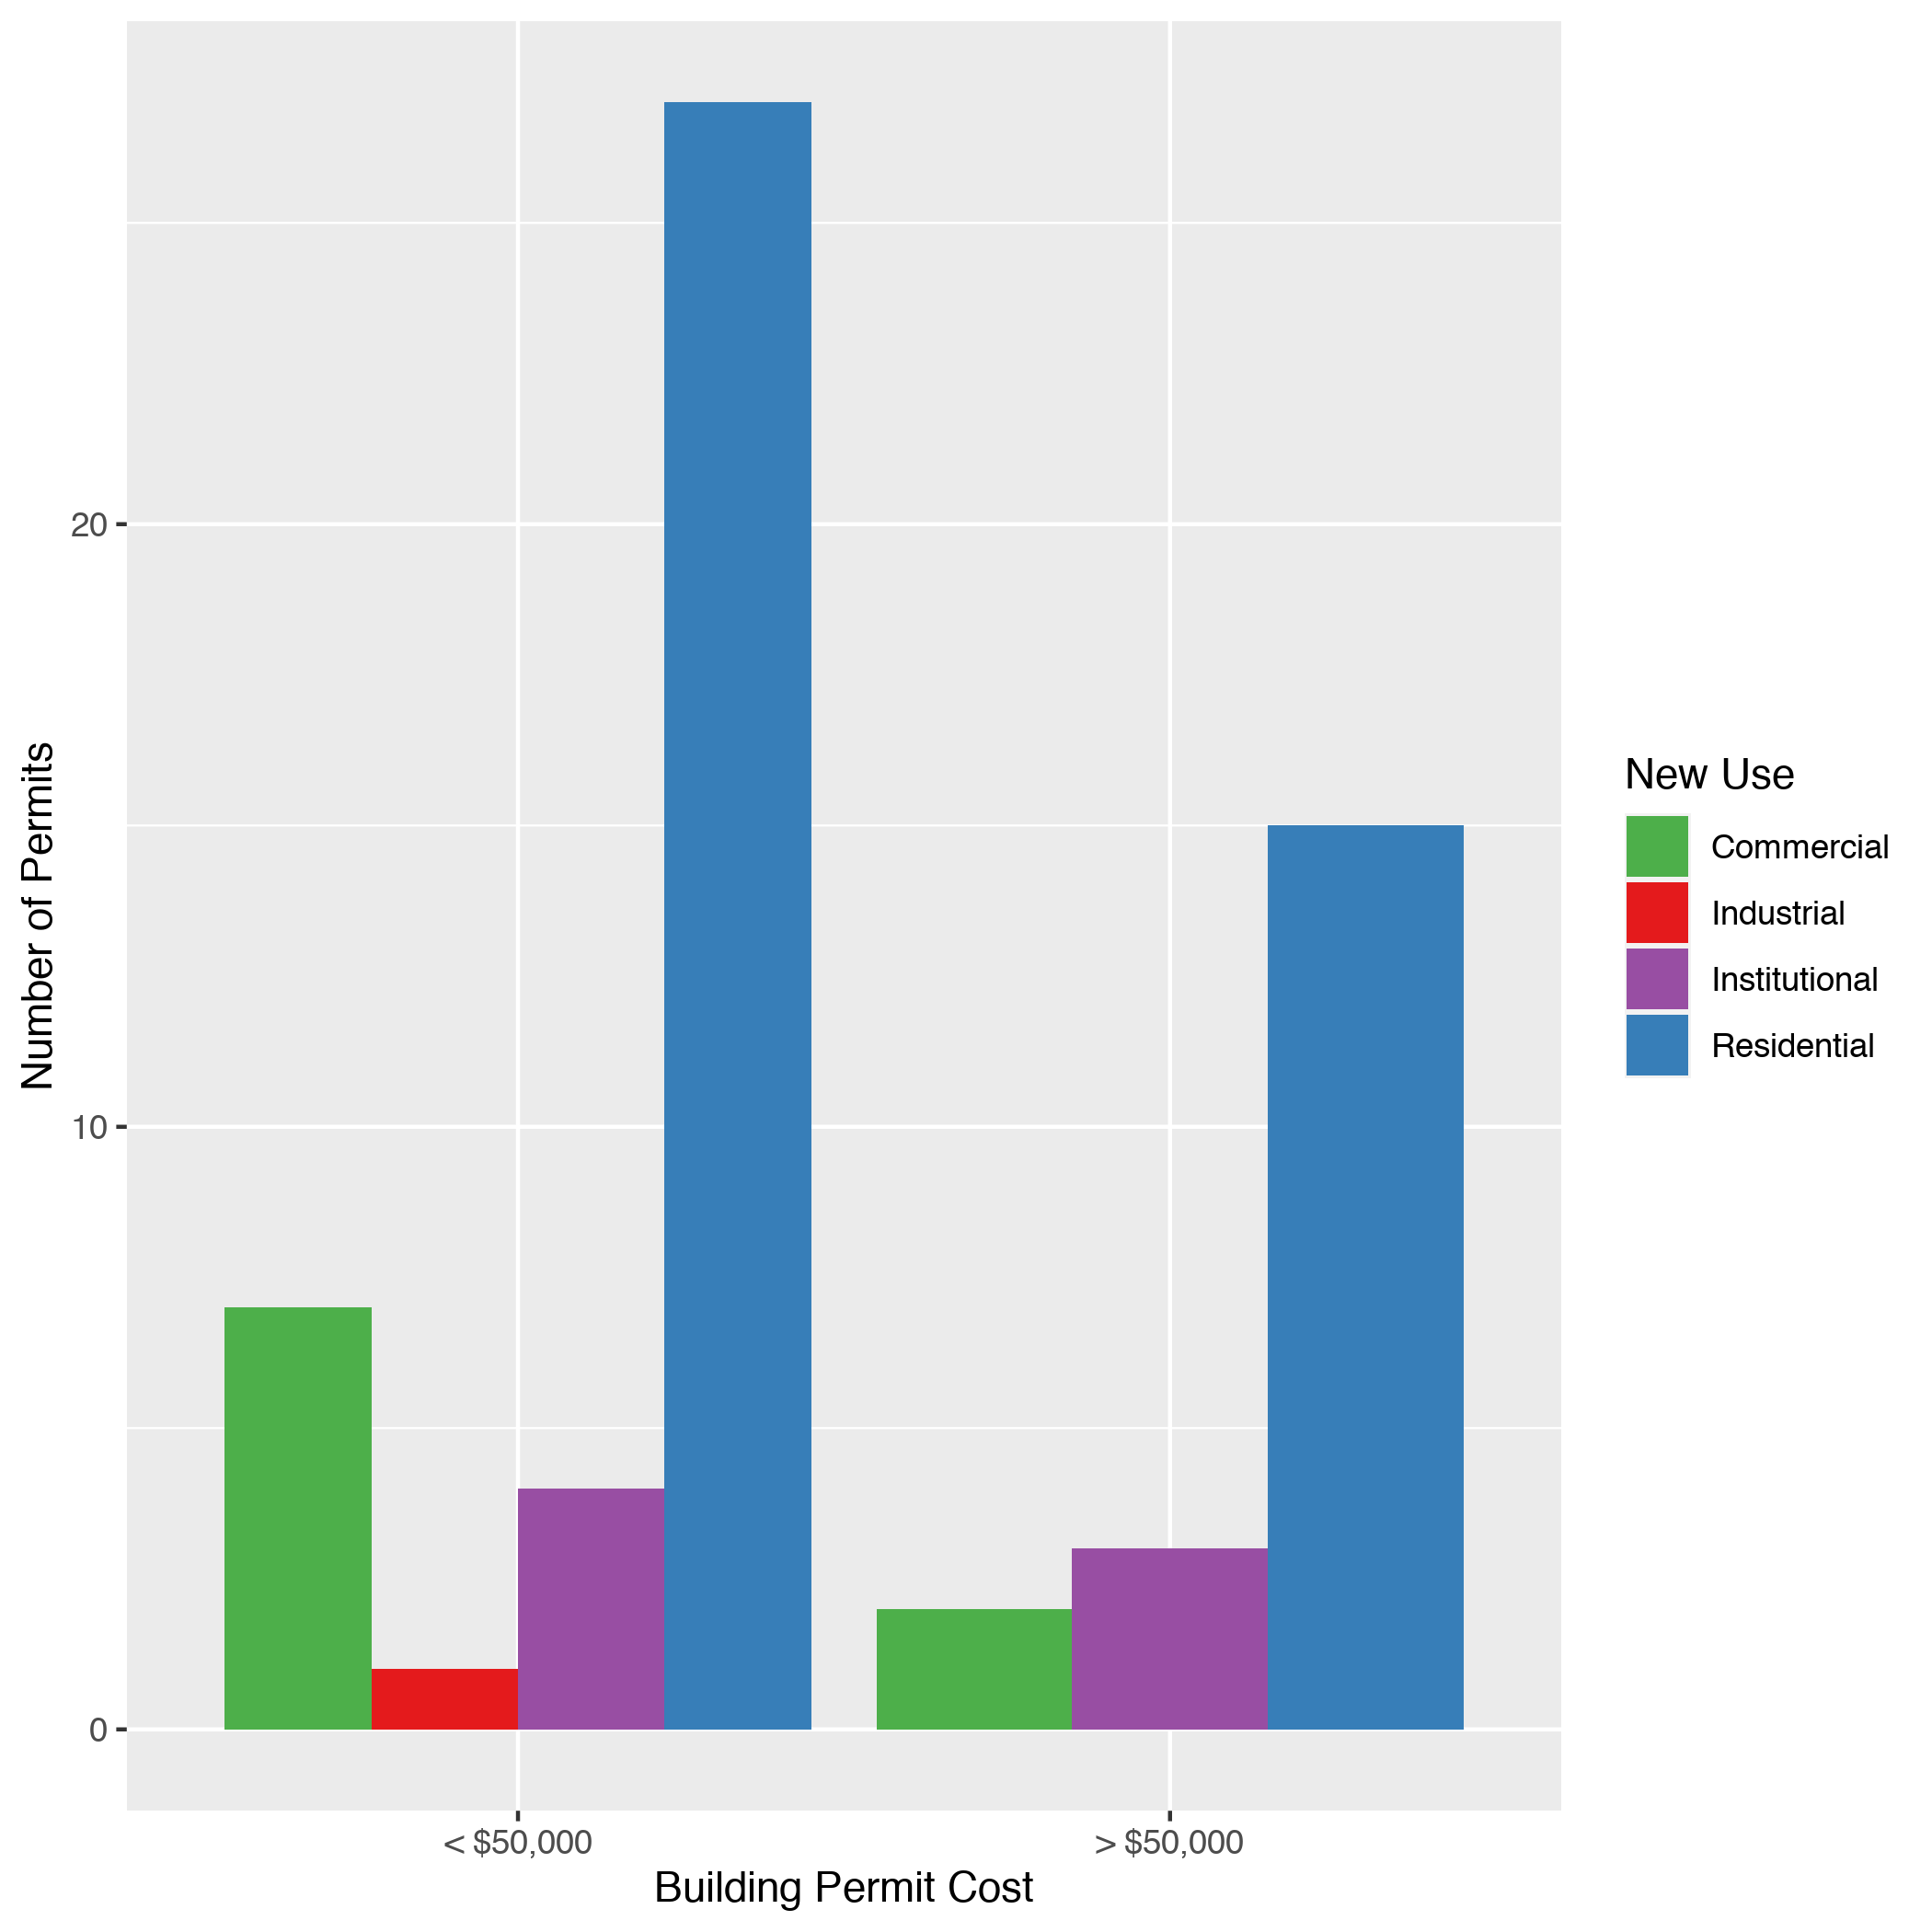 Number of Permits
20
10
0
< $50,000
> $50,000
Building Permit Cost
New Use
Commercial
Industrial
Institutional
Residential